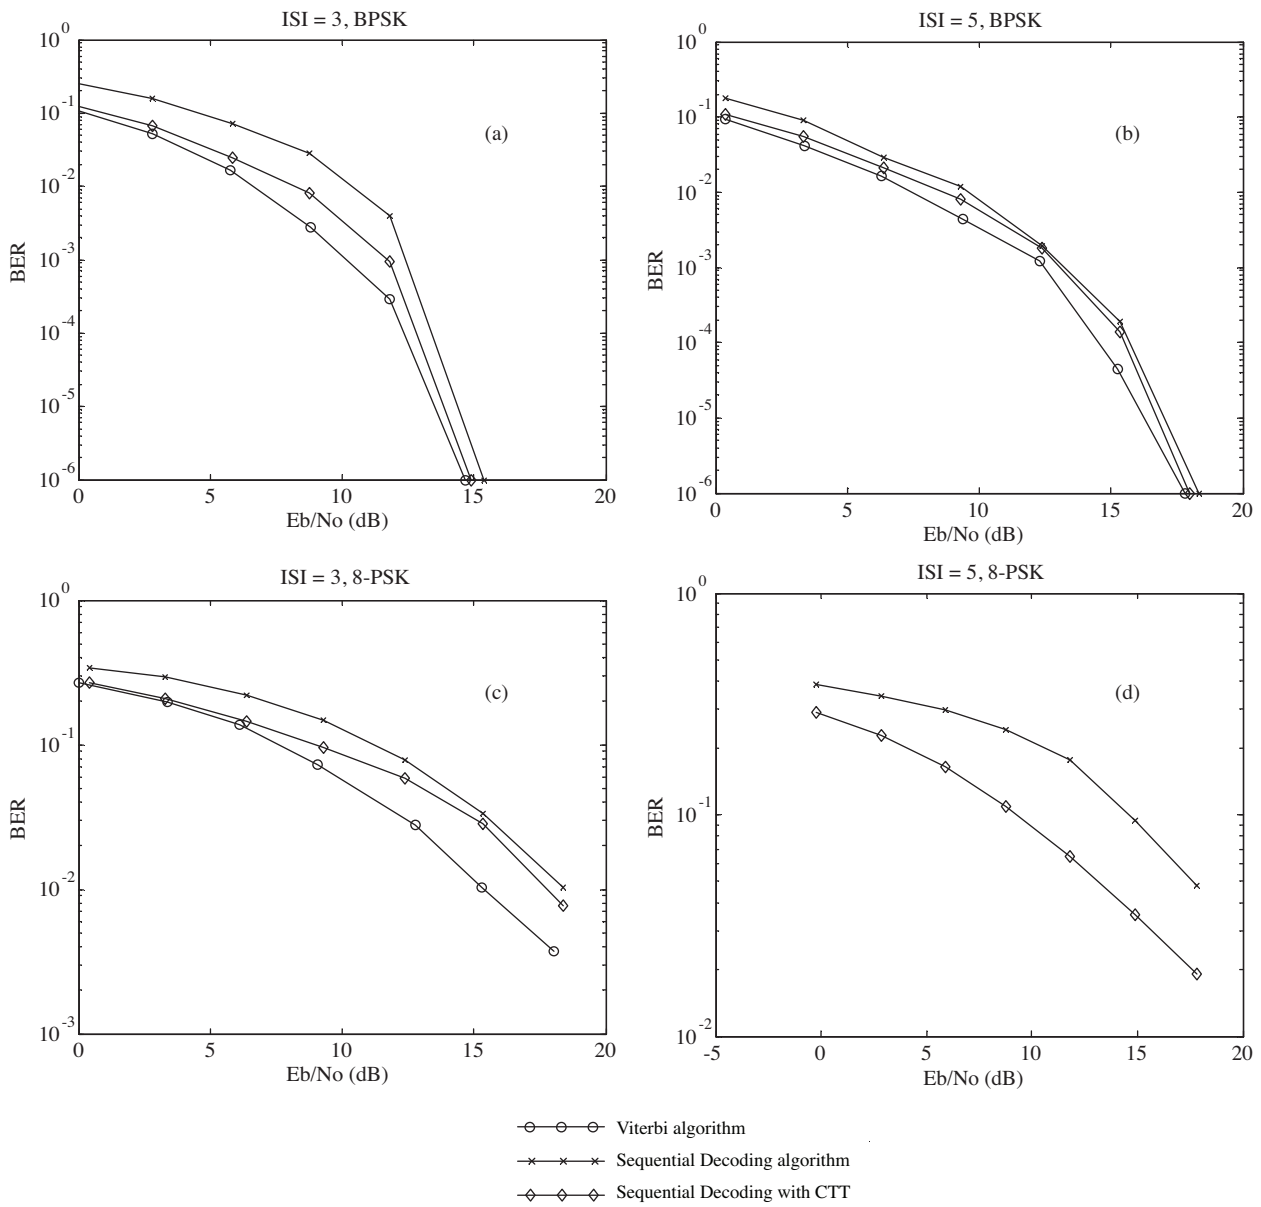 ISI = 3, BPSK
10^0
10^-1
10^-2
10^-3
10^-4
10^-5
10^-6
BER
(a)
0 5 10 15 20
Eb/No (dB)
ISI = 5, BPSK
10^0
10^-1
10^-2
10^-3
10^-4
10^-5
10^-6
BER
(b)
0 5 10 15 20
Eb/No (dB)
ISI = 3, 8-PSK
10^0
10^-1
10^-2
10^-3
BER
(c)
0 5 10 15 20
Eb/No (dB)
ISI = 5, 8-PSK
10^0
10^-1
10^-2
BER
(d)
-5 0 5 10 15 20
Eb/No (dB)
Viterbi algorithm
Sequential Decoding algorithm
Sequential Decoding with CTT